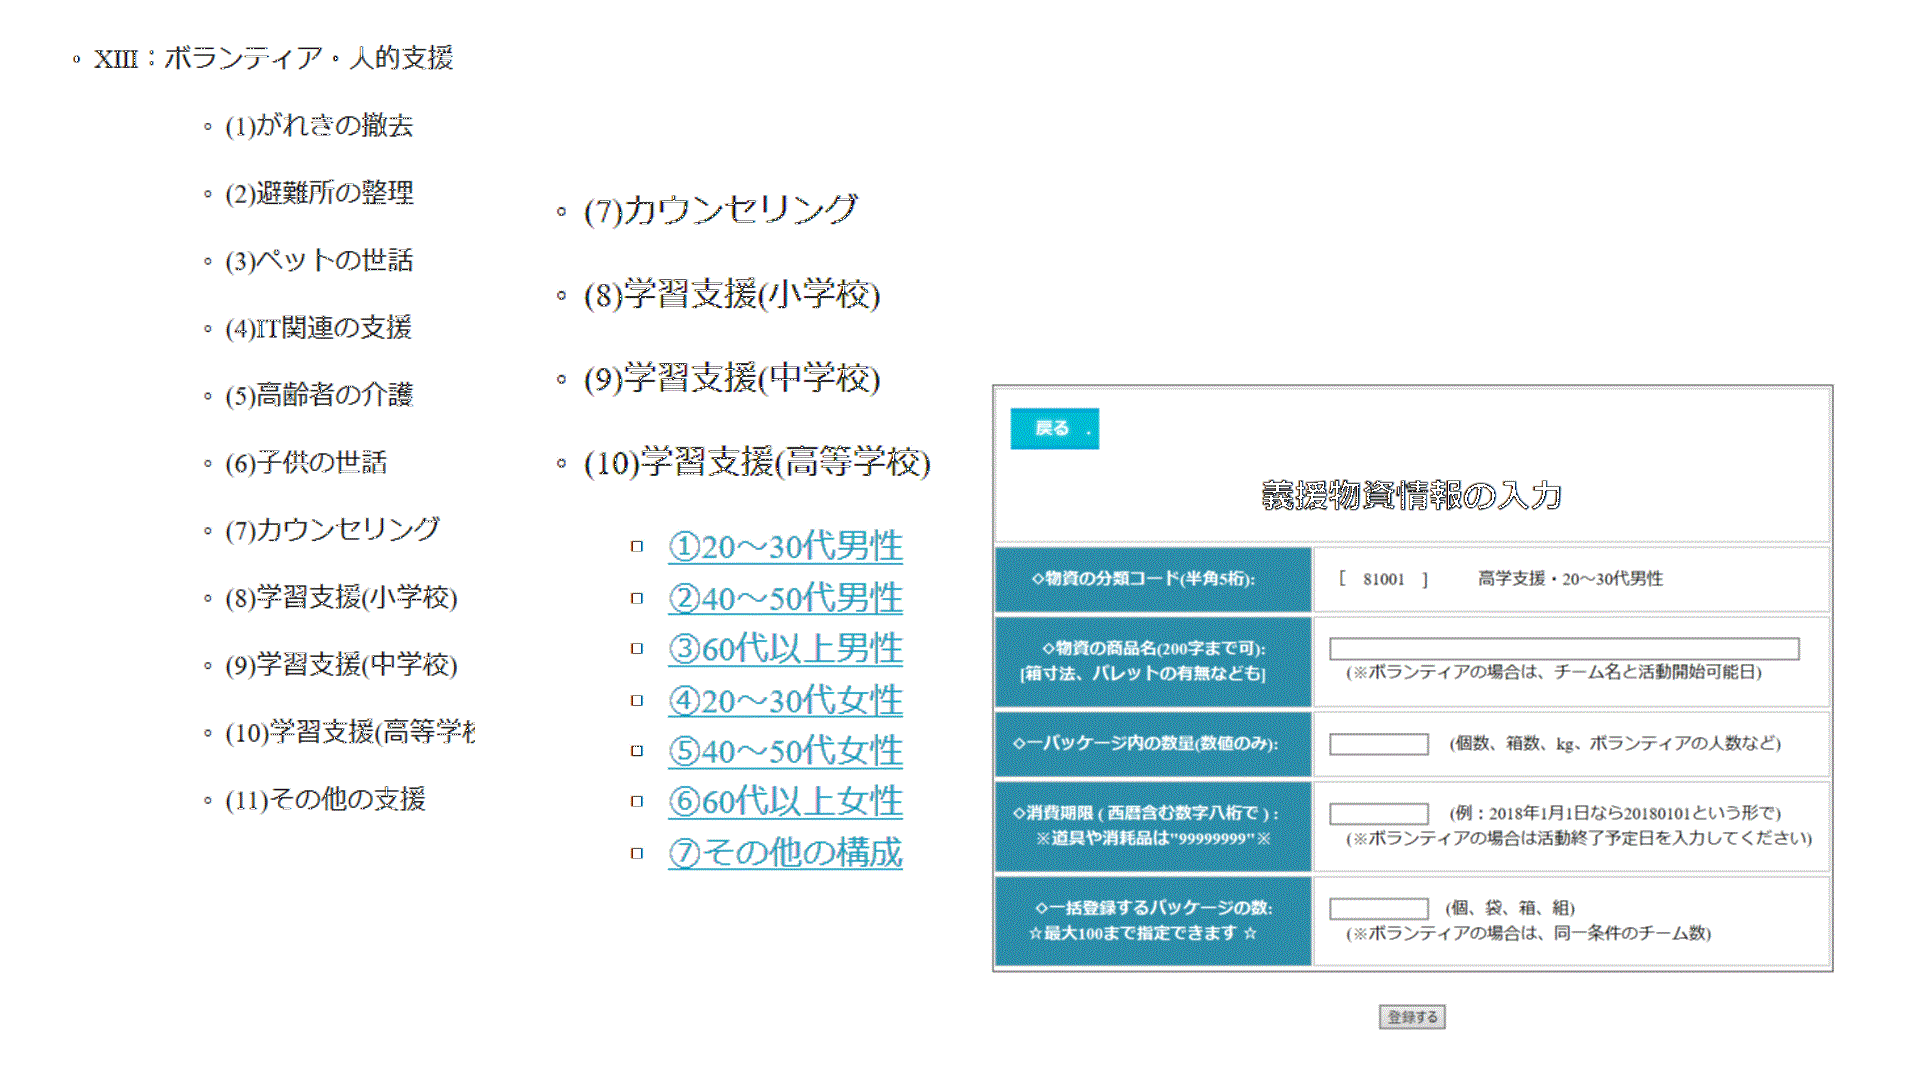 XIII：ボランティア・人的支援
(1)がれきの撤去
(2)避難所の整理
(3)ペットの世話
(4)IT関連の支援
(5)高齢者の介護
(6)子供の世話
(7)カウンセリング
(8)学習支援(小学校)
(9)学習支援(中学校)
(10)学習支援(高等学校
(11)その他の支援
(7)カウンセリング
(8)学習支援(小学校)
(9)学習支援(中学校)
(10)学習支援(高等学校)
①20～30代男性
②40～50代男性
③60代以上男性
④20～30代女性
⑤40～50代女性
⑥60代以上女性
⑦その他の構成
戻る .
義援物資情報の入力
◇物資の分類コード(半角5桁):
[ 81001 ] 高学支援・20～30代男性
◇物資の商品名(200字まで可):
[箱寸法、パレットの有無なども]
(※ボランティアの場合は、チーム名と活動開始可能日)
◇一パッケージ内の数量(数値のみ):
(個数、箱数、kg、ボランティアの人数など)
◇消費期限 ( 西暦含む数字八桁で ) :
※道具や消耗品は"99999999"※
(例：2018年1月1日なら20180101という形で)
(※ボランティアの場合は活動終了予定日を入力してください)
◇一括登録するパッケージの数:
☆最大100まで指定できます ☆
(個、袋、箱、組)
(※ボランティアの場合は、同一条件のチーム数)
登録する